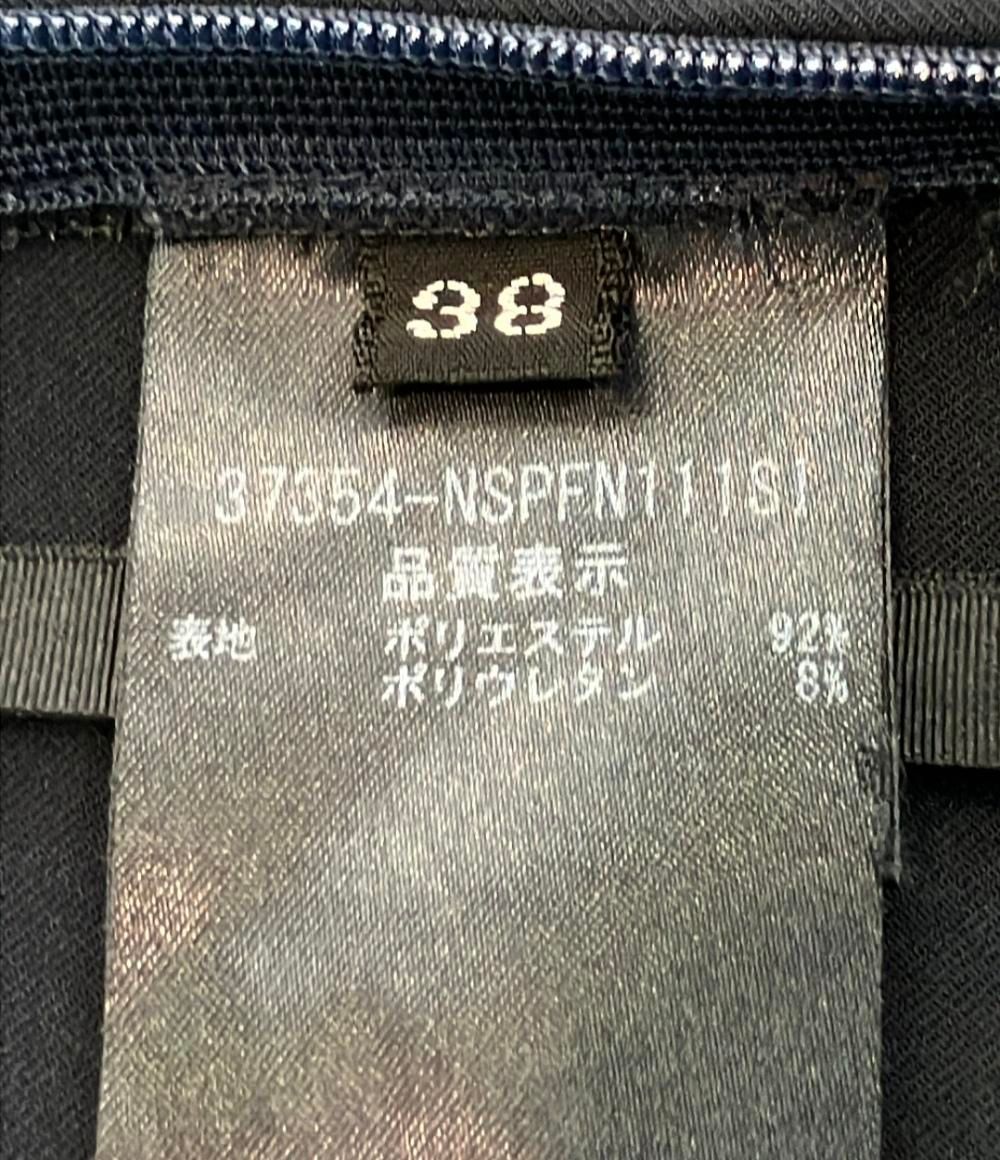 38
37354-NSPFN111S1
品質表示
表地 ポリエステル 92%
ポリウレタン 8%